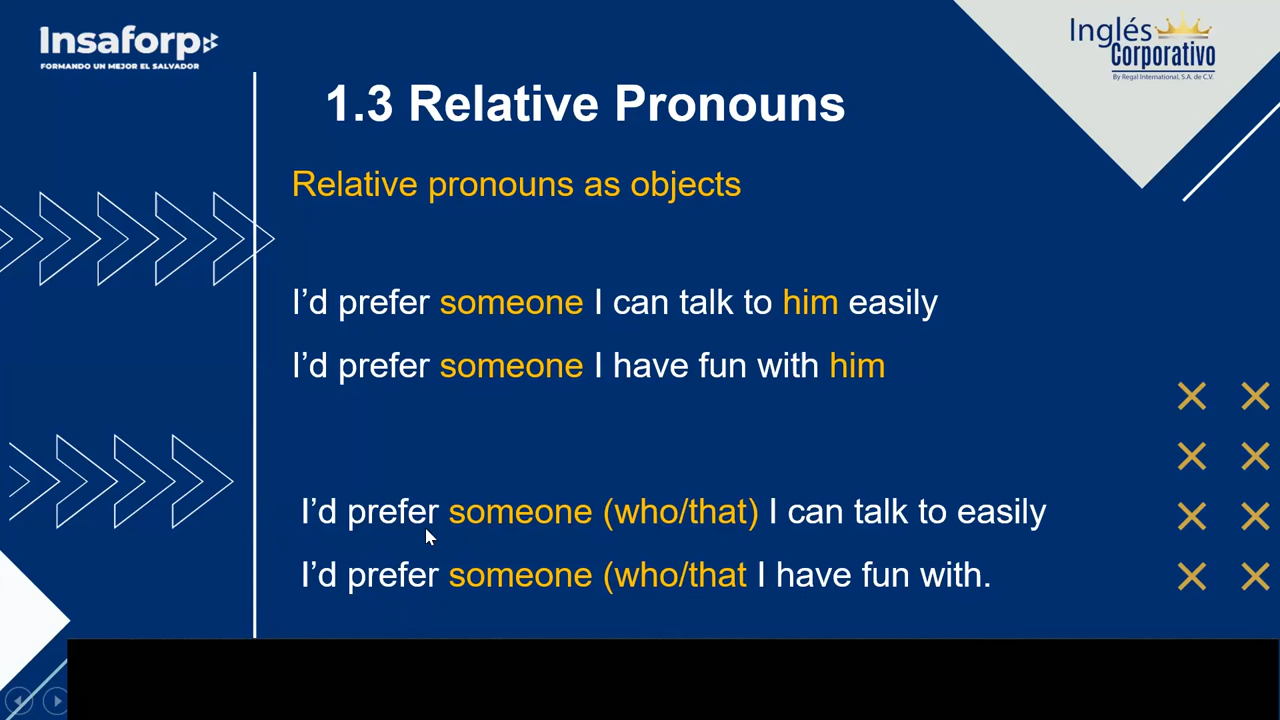 Insaforp
FORMANDO UN MEJOR EL SALVADOR
Inglés
Corporativo
By Regal International, S.A. de C.V.
1.3 Relative Pronouns
Relative pronouns as objects
I’d prefer someone I can talk to him easily
I’d prefer someone I have fun with him
I’d prefer someone (who/that) I can talk to easily
I’d prefer someone (who/that I have fun with.